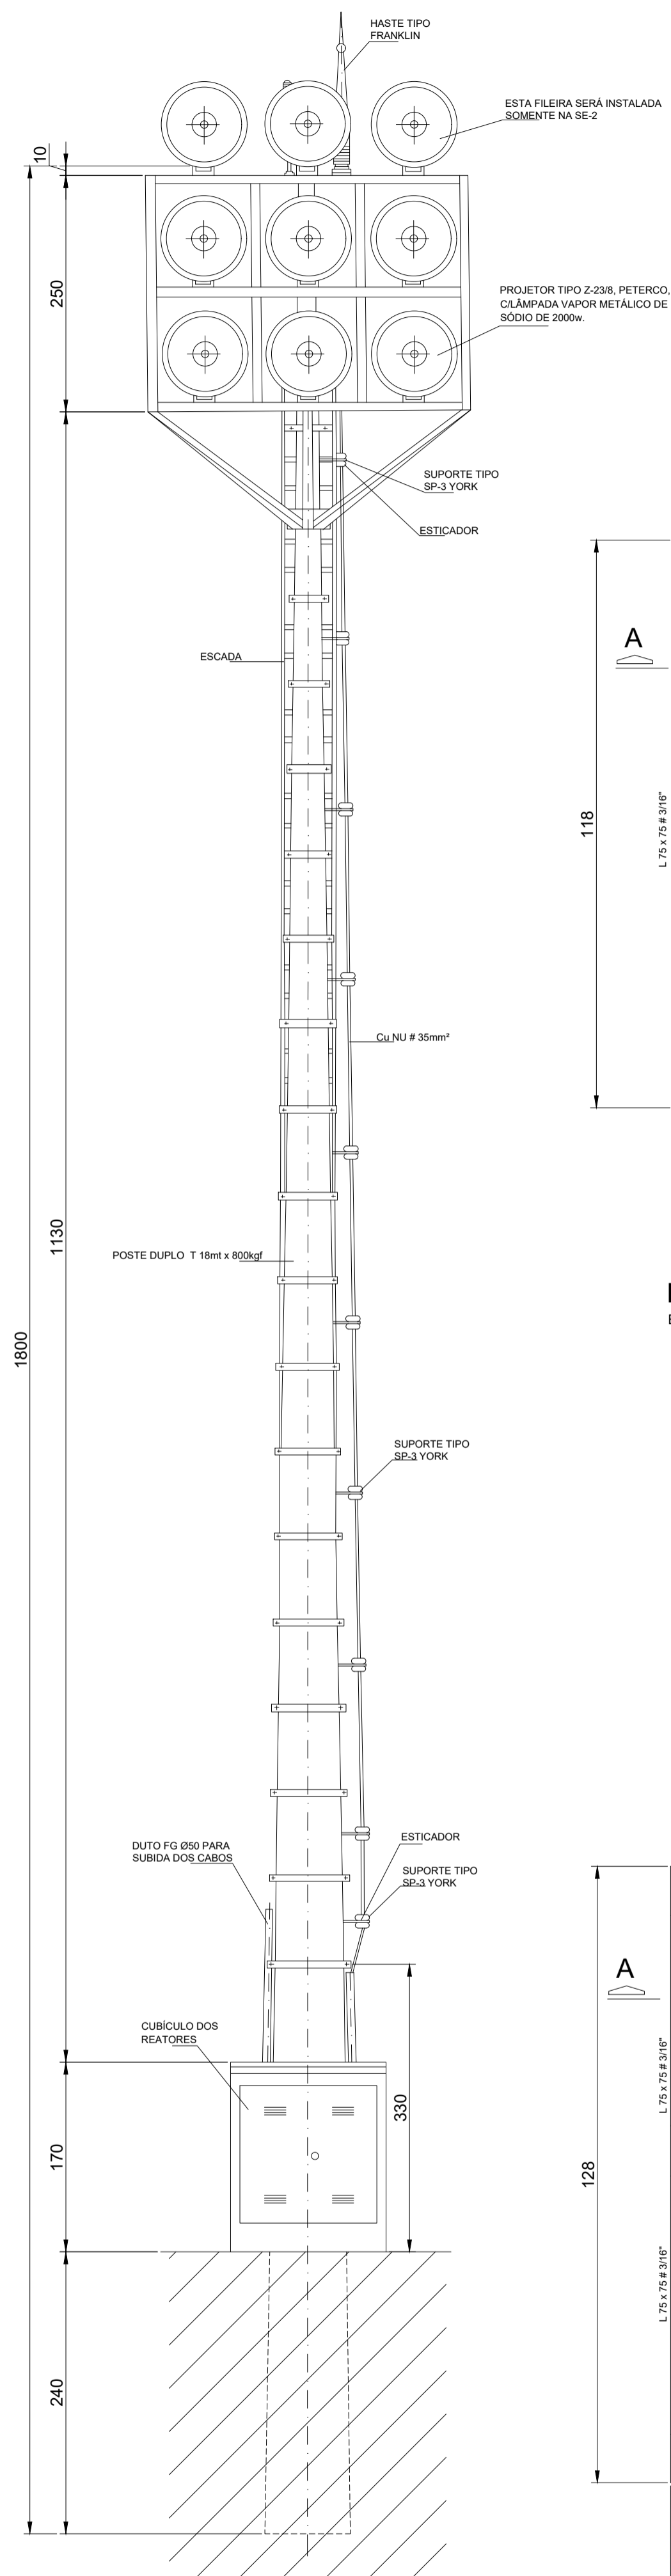 HASTE TIPO
FRANKLIN
ESTA FILEIRA SERÁ INSTALADA
SOMENTE NA SE-2
10
250
PROJETOR TIPO Z-23/8, PETERCO,
C/LÂMPADA VAPOR METÁLICO DE
SÓDIO DE 2000w.
SUPORTE TIPO
SP-3 YORK
ESTICADOR
A
ESCADA
118
L 75 x 75 # 3/16"
Cu NU # 35mm²
1130
POSTE DUPLO T 18mt x 800kgf
1800
SUPORTE TIPO
SP-3 YORK
DUTO FG Ø50 PARA
SUBIDA DOS CABOS
ESTICADOR
SUPORTE TIPO
SP-3 YORK
A
CUBÍCULO DOS
REATORES
L 75 x 75 # 3/16"
330
170
128
L 75 x 75 # 3/16"
240